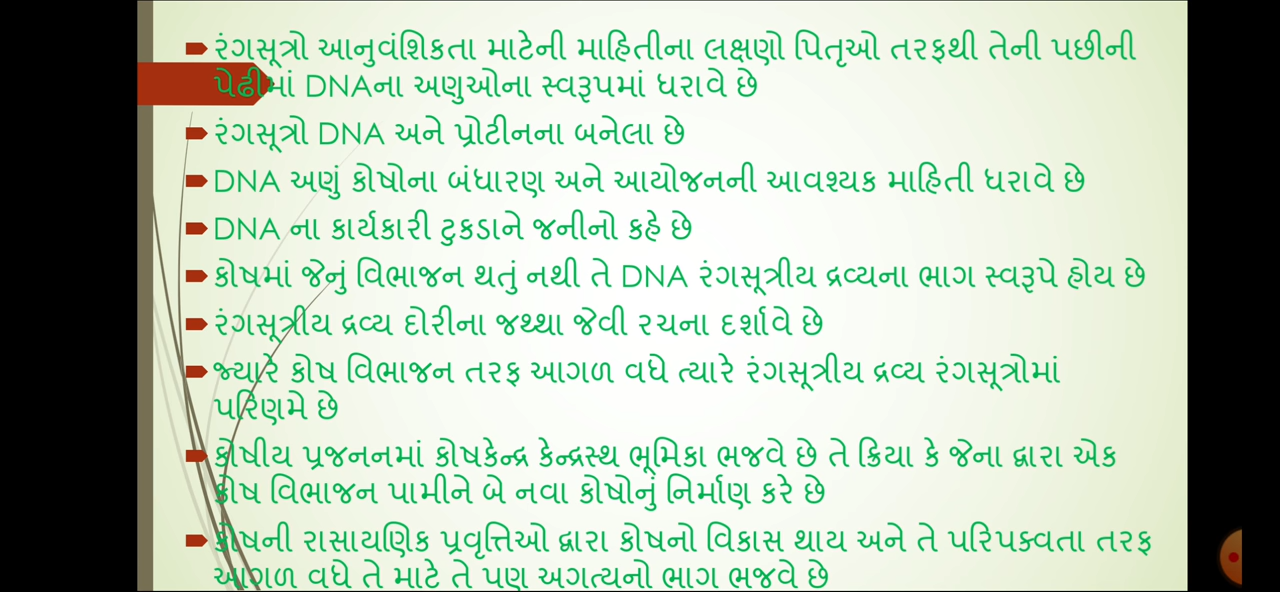 રંગસૂત્રો આનુવંશિકતા માટેની માહિતીના લક્ષણો પિતૃઓ તરફથી તેની પછીની
પેઢીમાં DNAના અણુઓના સ્વરૂપમાં ધરાવે છે
રંગસૂત્રો DNA અને પ્રોટીનના બનેલા છે
DNA અણું કોષોના બંધારણ અને આયોજનની આવશ્યક માહિતી ધરાવે છે
DNA ના કાર્યકારી ટુકડાને જનીનો કહે છે
કોષમાં જેનું વિભાજન થતું નથી તે DNA રંગસૂત્રીય દ્રવ્યના ભાગ સ્વરૂપે હોય છે
રંગસૂત્રીય દ્રવ્ય દોરીના જથ્થા જેવી રચના દર્શાવે છે
જ્યારે કોષ વિભાજન તરફ આગળ વધે ત્યારે રંગસૂત્રીય દ્રવ્ય રંગસૂત્રોમાં
પરિણમે છે
કોષીય પ્રજનનમાં કોષકેન્દ્ર કેન્દ્રસ્થ ભૂમિકા ભજવે છે તે ક્રિયા કે જેના દ્વારા એક
કોષ વિભાજન પામીને બે નવા કોષોનું નિર્માણ કરે છે
કોષની રાસાયણિક પ્રવૃત્તિઓ દ્વારા કોષનો વિકાસ થાય અને તે પરિપક્વતા તરફ
આગળ વધે તે માટે તે પણ અગત્યનો ભાગ ભજવે છે